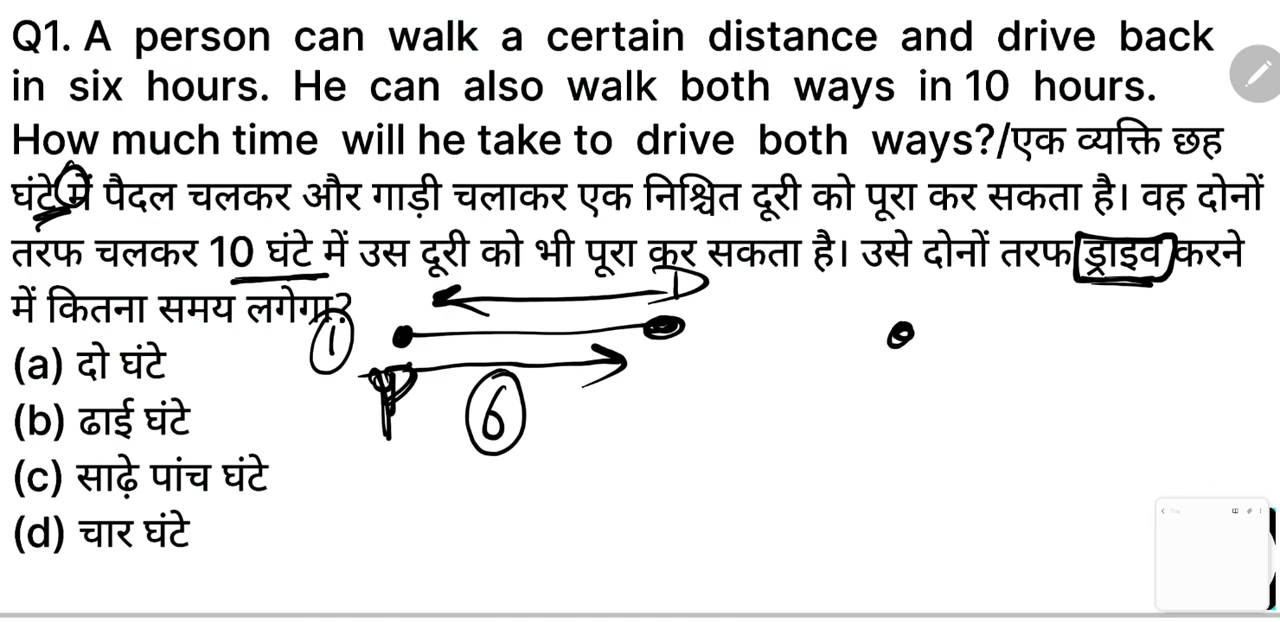 Q1. A person can walk a certain distance and drive back
in six hours. He can also walk both ways in 10 hours.
How much time will he take to drive both ways?/एक व्यक्ति छह
घंटे में पैदल चलकर और गाड़ी चलाकर एक निश्चित दूरी को पूरा कर सकता है। वह दोनों
तरफ चलकर 10 घंटे में उस दूरी को भी पूरा कर सकता है। उसे दोनों तरफ ड्राइव करने
में कितना समय लगेगा?
D
1
P
6
(a) दो घंटे
(b) ढाई घंटे
(c) साढ़े पांच घंटे
(d) चार घंटे